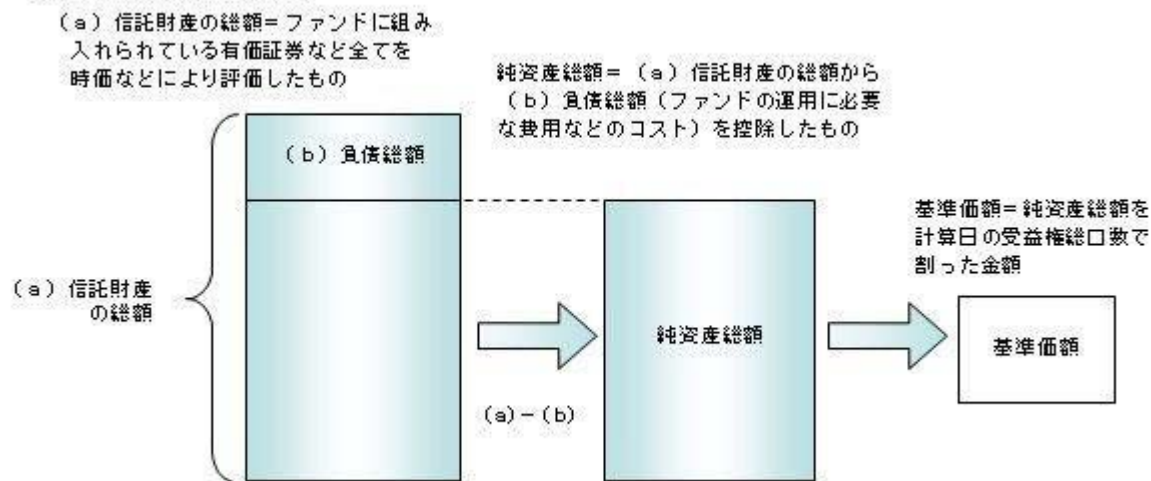 （a）信託財産の総額＝ファンドに組み
入れられている有価証券など全てを
時価などにより評価したもの
純資産総額＝（a）信託財産の総額から
（b）負債総額（ファンドの運用に必要
な費用などのコスト）を控除したもの
（b）負債総額
基準価額＝純資産総額を
計算日の受益権総口数で
割った金額
（a）信託財産
の総額
純資産総額
基準価額
(a)－(b)